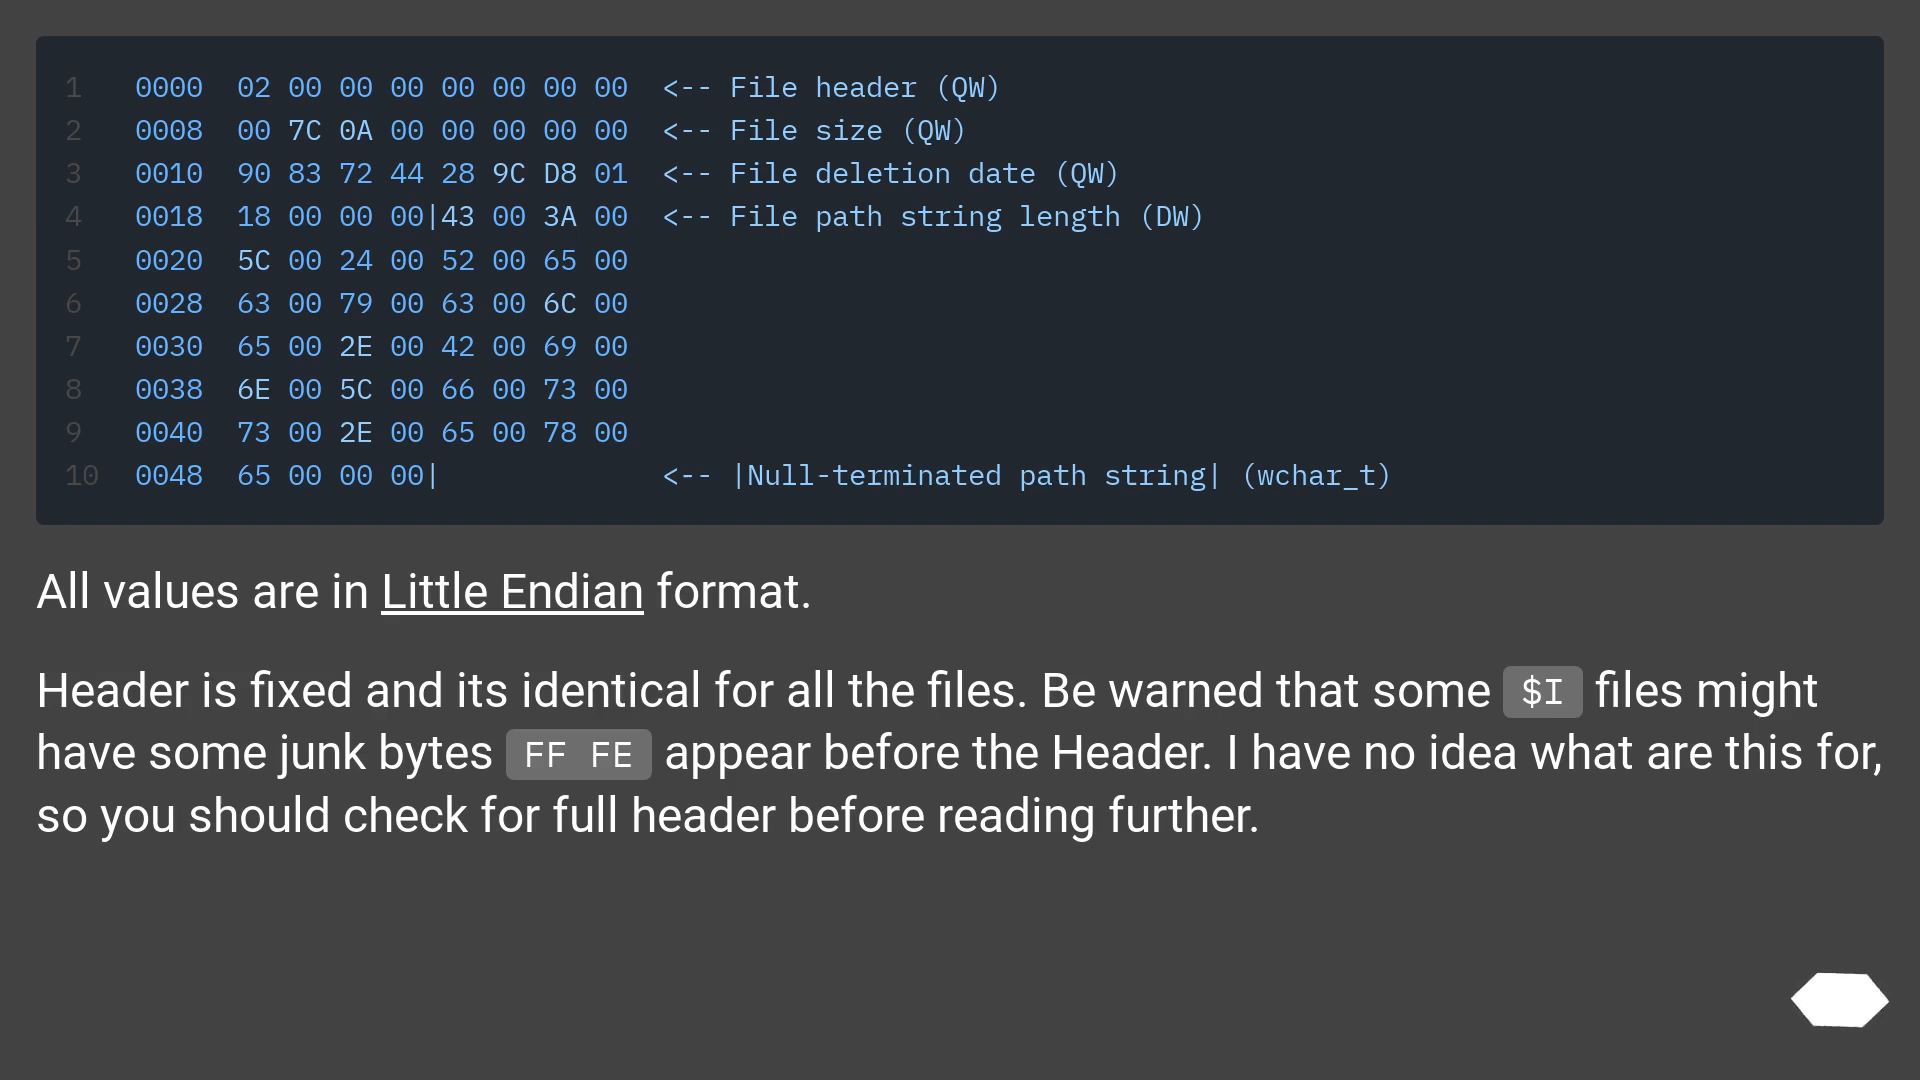 1 0000 02 00 00 00 00 00 00 00 <-- File header (QW)
2 0008 00 7C 0A 00 00 00 00 00 <-- File size (QW)
3 0010 90 83 72 44 28 9C D8 01 <-- File deletion date (QW)
4 0018 18 00 00 00|43 00 3A 00 <-- File path string length (DW)
5 0020 5C 00 24 00 52 00 65 00
6 0028 63 00 79 00 63 00 6C 00
7 0030 65 00 2E 00 42 00 69 00
8 0038 6E 00 5C 00 66 00 73 00
9 0040 73 00 2E 00 65 00 78 00
10 0048 65 00 00 00| <-- |Null-terminated path string| (wchar_t)
All values are in Little Endian format.
Header is fixed and its identical for all the files. Be warned that some $I files might
have some junk bytes FF FE appear before the Header. I have no idea what are this for,
so you should check for full header before reading further.